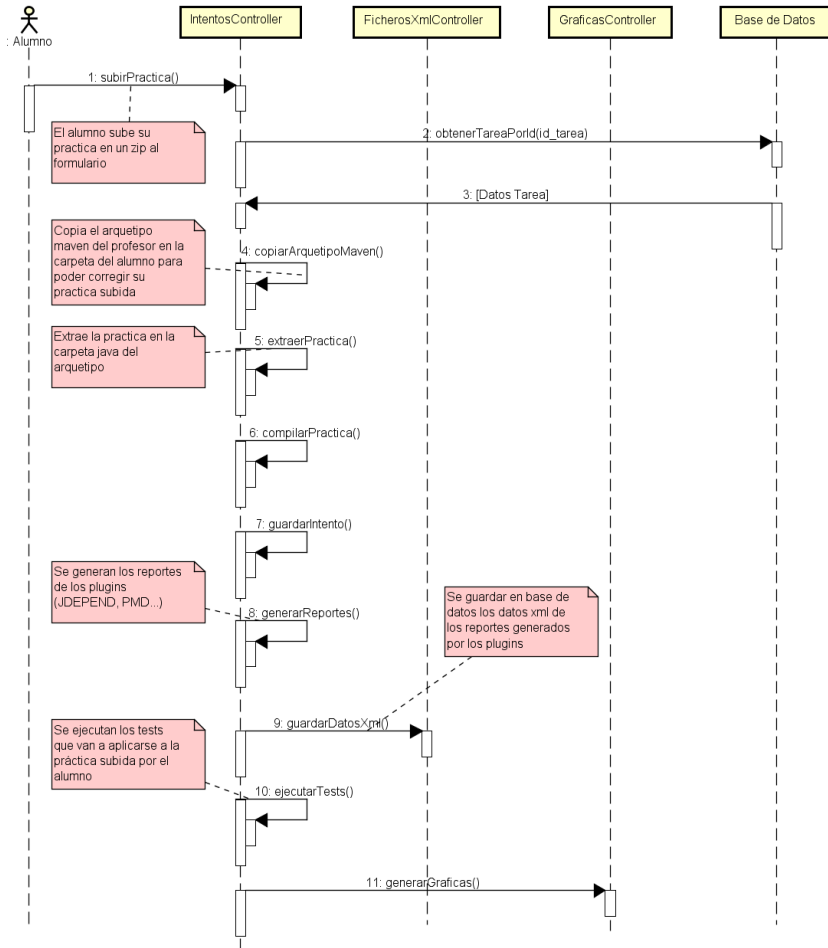 : Alumno
IntentosController
FicherosXmlController
GraficasController
Base de Datos
1: subirPractica()
El alumno sube su
practica en un zip al
formulario
2: obtenerTareaPorId(id_tarea)
3: [Datos Tarea]
Copia el arquetipo
maven del profesor en la
carpeta del alumno para
poder corregir su
practica subida
4: copiarArquetipoMaven()
Extrae la practica en la
carpeta java del
arquetipo
5: extraerPractica()
6: compilarPractica()
7: guardarIntento()
Se generan los reportes
de los plugins
(JDEPEND, PMD...)
8: generarReportes()
Se guardar en base de
datos los datos xml de
los reportes generados
por los plugins
9: guardarDatosXml()
Se ejecutan los tests
que van a aplicarse a la
práctica subida por el
alumno
10: ejecutarTests()
11: generarGraficas()